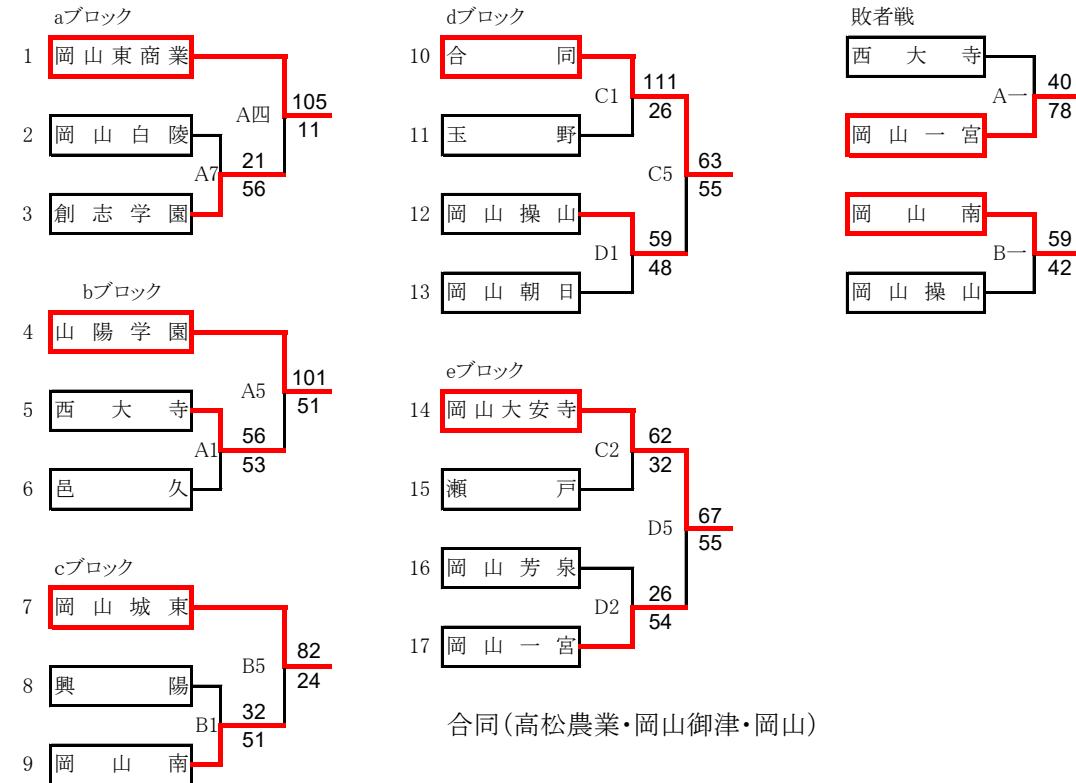 aブロック
1 岡山東商業
A四
105
11
2 岡山白陵
A7
21
56
3 創志学園
bブロック
4 山陽学園
A5
101
51
5 西大寺
A1
56
53
6 邑久
cブロック
7 岡山城東
B5
82
24
8 興陽
B1
32
51
9 岡山南
dブロック
10 合同
C1
111
26
11 玉野
C5
63
55
12 岡山操山
D1
59
48
13 岡山朝日
eブロック
14 岡山大安寺
C2
62
32
15 瀬戸
D5
67
55
16 岡山芳泉
D2
26
54
17 岡山一宮
合同(高松農業・岡山御津・岡山)
敗者戦
西大寺
A一
40
78
岡山一宮
岡山南
B一
59
42
岡山操山